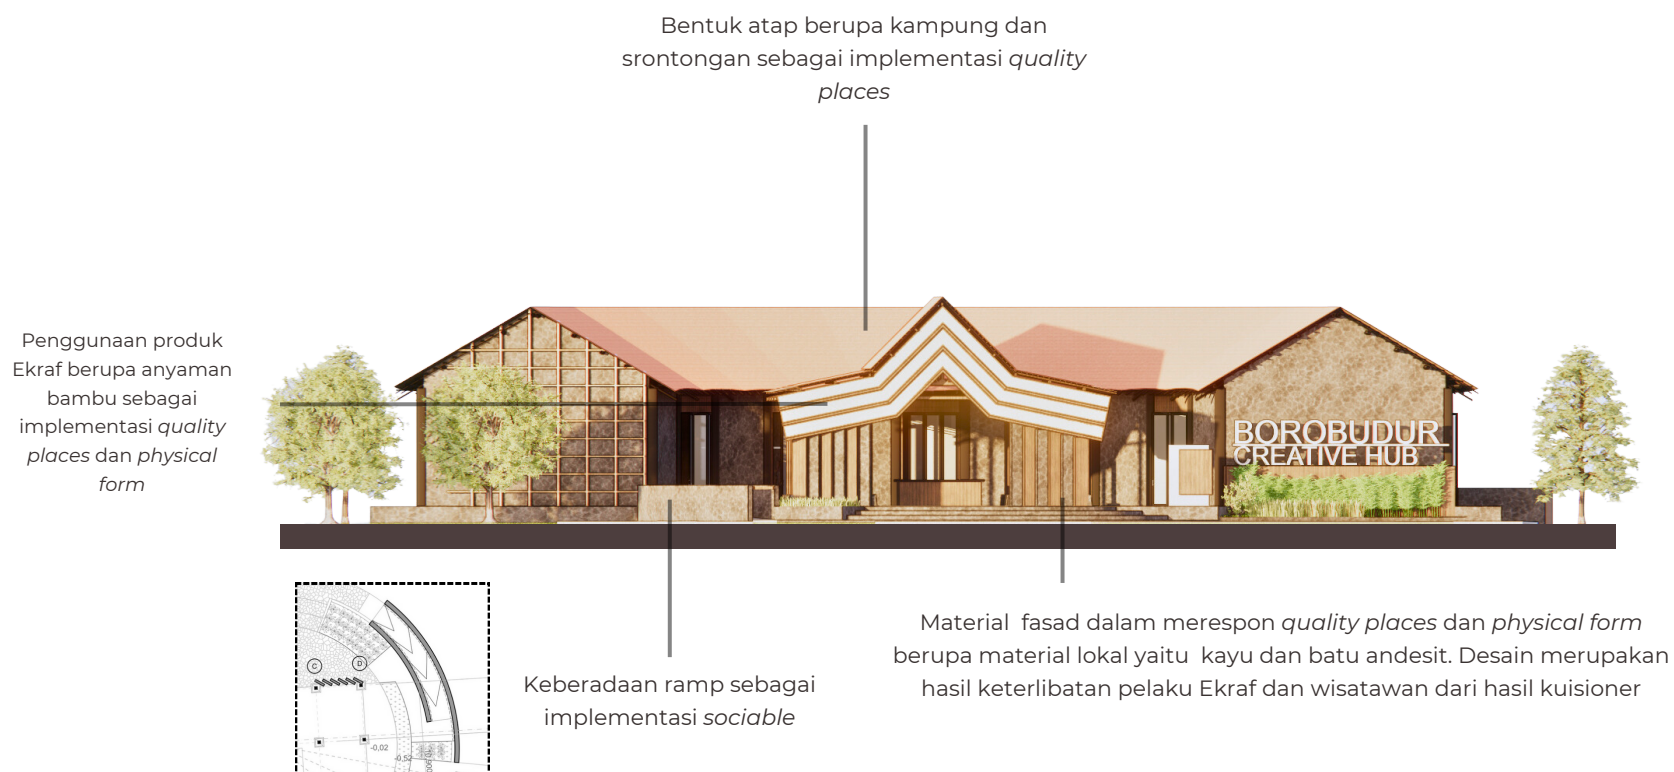 Bentuk atap berupa kampung dan
srontongan sebagai implementasi quality
places
Penggunaan produk
Ekraf berupa anyaman
bambu sebagai
implementasi quality
places dan physical
form
BOROBUDUR
CREATIVE HUB
C
D
-0,02
-0,52
Keberadaan ramp sebagai
implementasi sociable
Material  fasad dalam merespon quality places dan physical form
berupa material lokal yaitu  kayu dan batu andesit. Desain merupakan
hasil keterlibatan pelaku Ekraf dan wisatawan dari hasil kuisioner